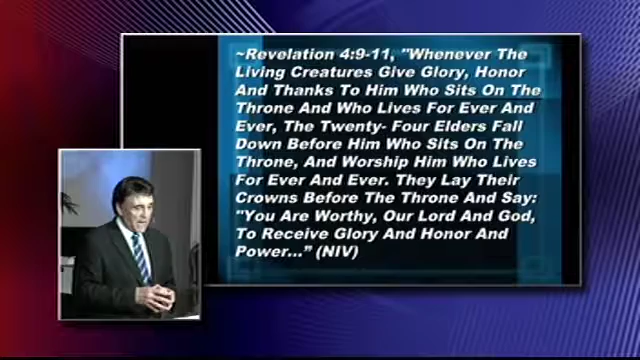 ~Revelation 4:9-11, "Whenever The
Living Creatures Give Glory, Honor
And Thanks To Him Who Sits On The
Throne And Who Lives For Ever And
Ever, The Twenty- Four Elders Fall
Down Before Him Who Sits On The
Throne, And Worship Him Who Lives
For Ever And Ever. They Lay Their
Crowns Before The Throne And Say:
"You Are Worthy, Our Lord And God,
To Receive Glory And Honor And
Power..." (NIV)